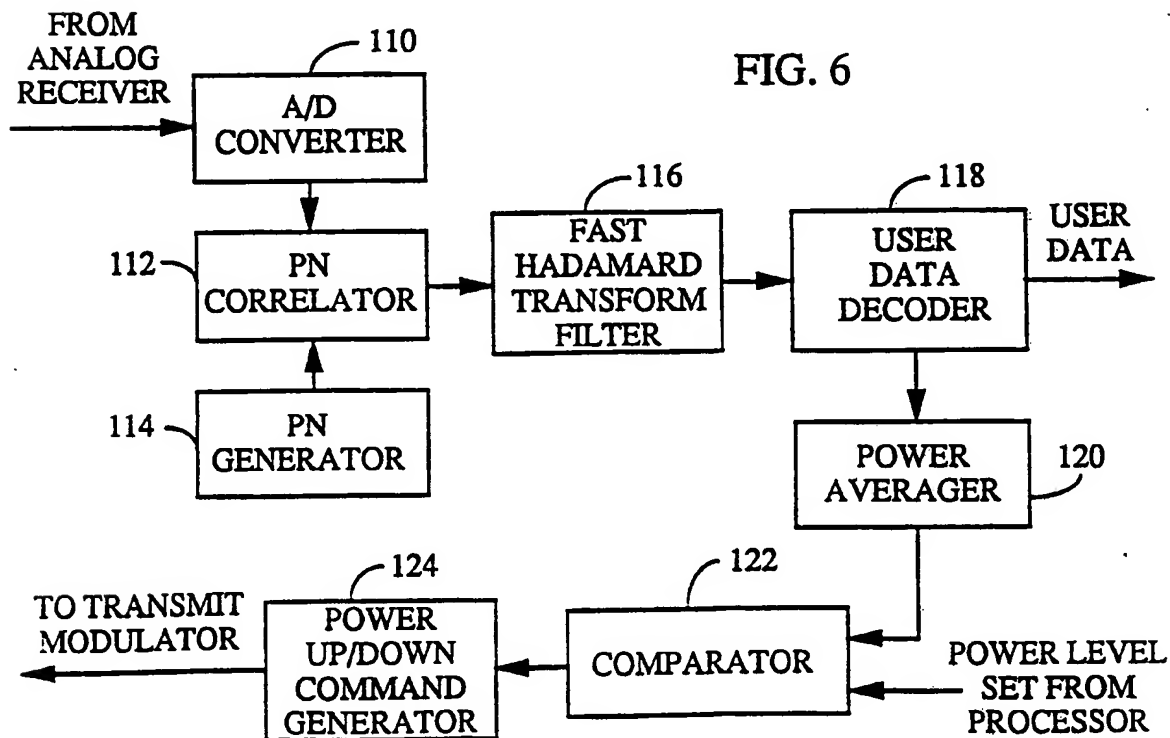 FROM
ANALOG
RECEIVER
110
A/D
CONVERTER
FIG. 6
112
PN
CORRELATOR
116
FAST
HADAMARD
TRANSFORM
FILTER
118
USER
DATA
DECODER
USER
DATA
114
PN
GENERATOR
POWER
AVERAGER
120
TO TRANSMIT
MODULATOR
124
POWER
UP/DOWN
COMMAND
GENERATOR
122
COMPARATOR
POWER LEVEL
SET FROM
PROCESSOR